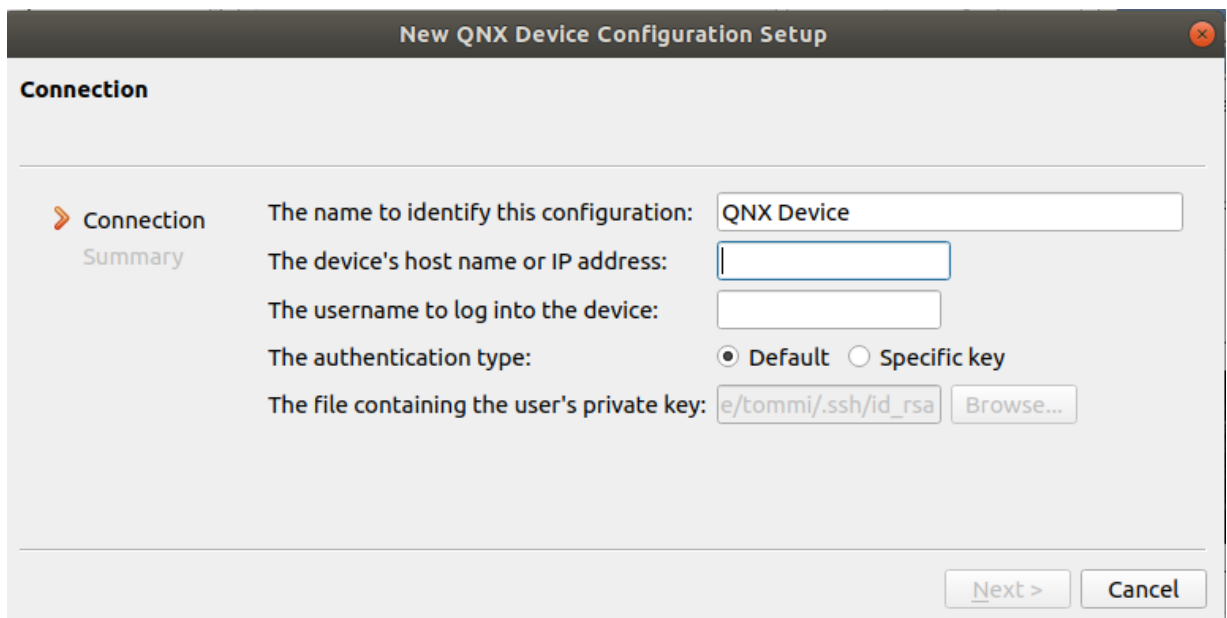 New QNX Device Configuration Setup
Connection
Connection
Summary
The name to identify this configuration: QNX Device
The device's host name or IP address:
The username to log into the device:
The authentication type: Default Specific key
The file containing the user's private key: e/tommi/.ssh/id_rsa Browse...
Next > Cancel